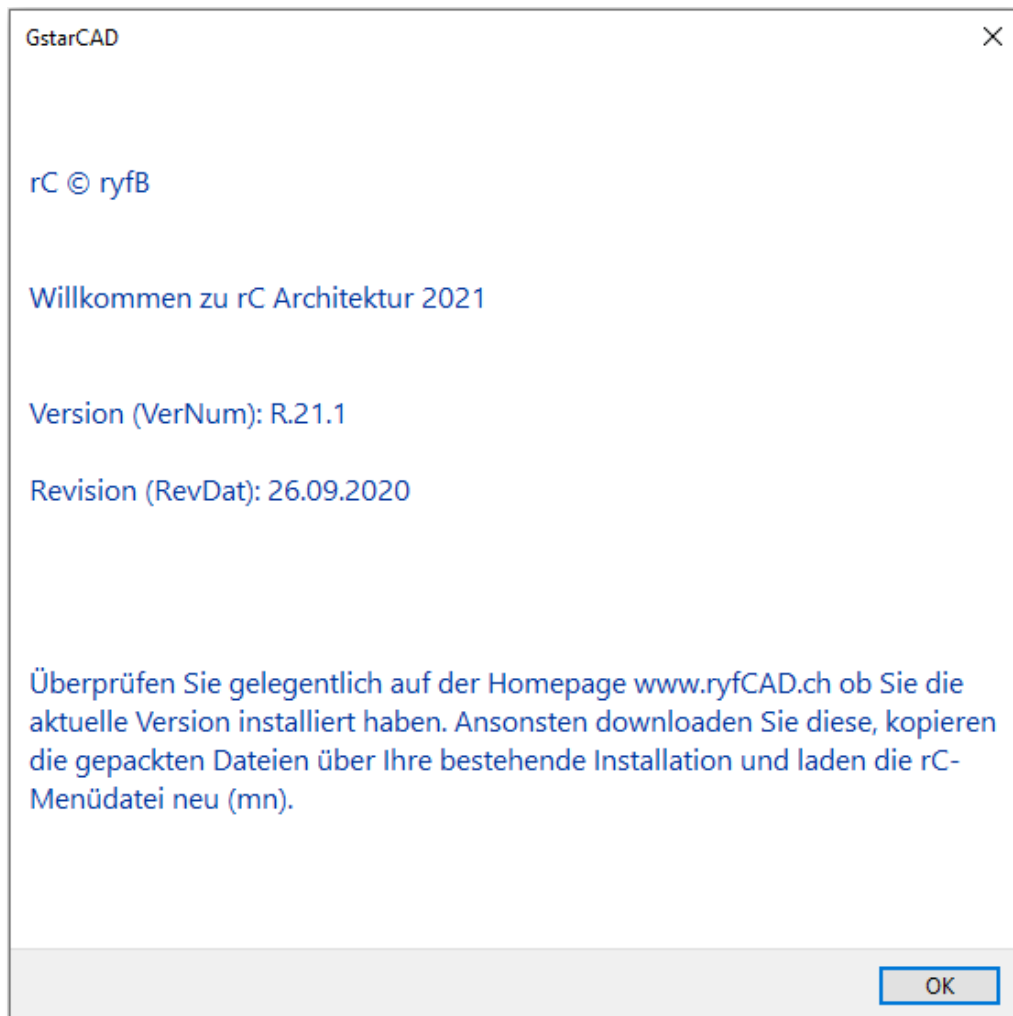 GstarCAD
rC © ryfB
Willkommen zu rC Architektur 2021
Version (VerNum): R.21.1
Revision (RevDat): 26.09.2020
Überprüfen Sie gelegentlich auf der Homepage www.ryfCAD.ch ob Sie die
aktuelle Version installiert haben. Ansonsten downloaden Sie diese, kopieren
die gepackten Dateien über Ihre bestehende Installation und laden die rC-
Menüdatei neu (mn).
OK